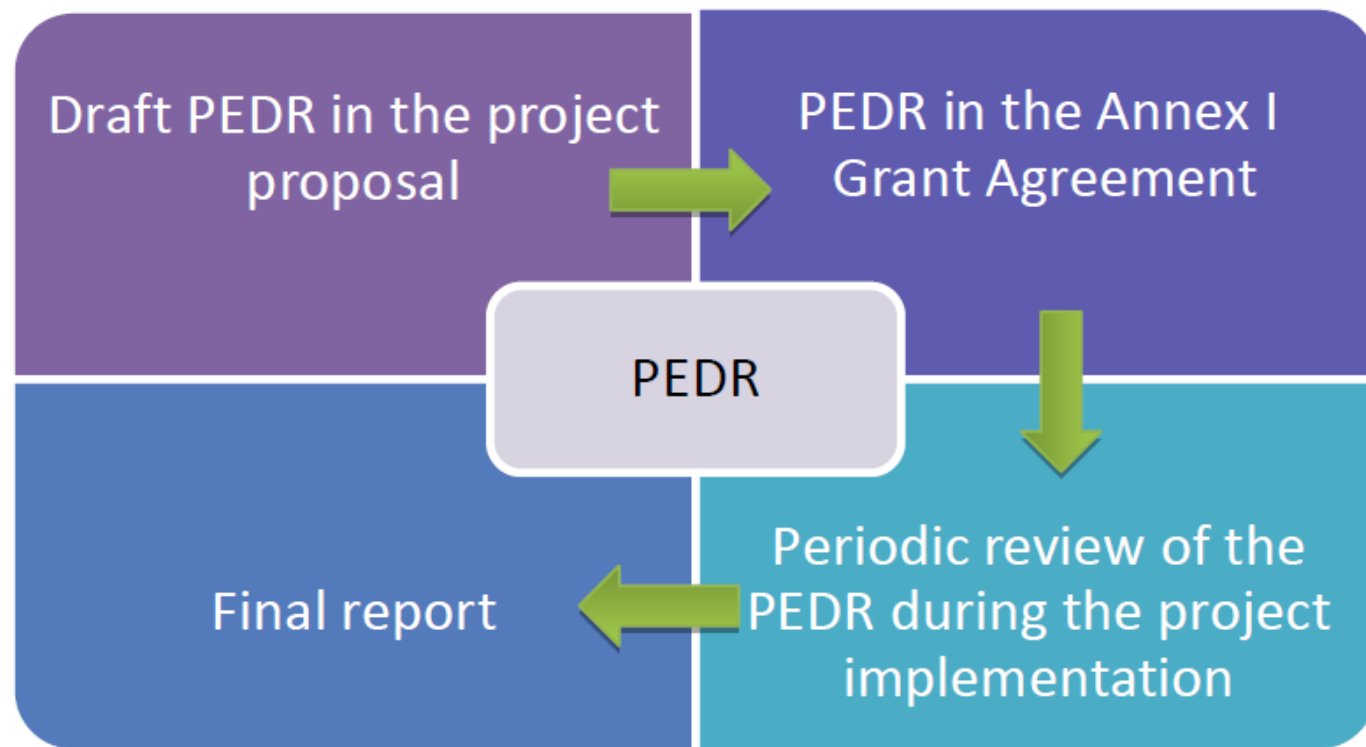 Draft PEDR in the project
proposal
PEDR in the Annex I
Grant Agreement
PEDR
Final report
Periodic review of the
PEDR during the project
implementation